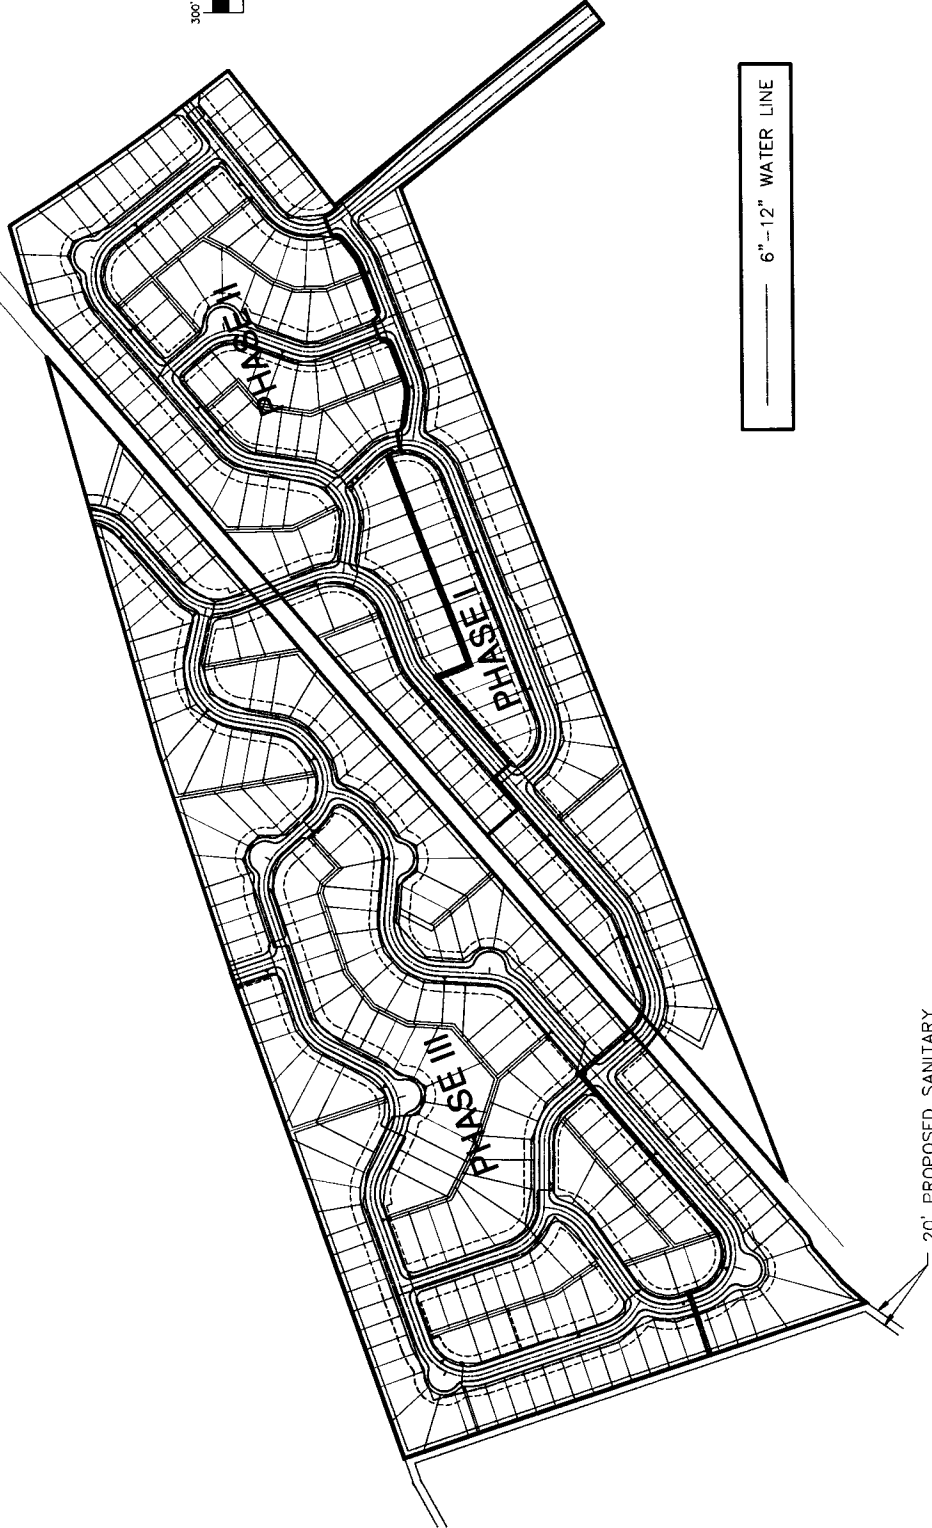 300'
PHASE II
6"-12" WATER LINE
PHASE I
PHASE III
20' PROPOSED SANITARY